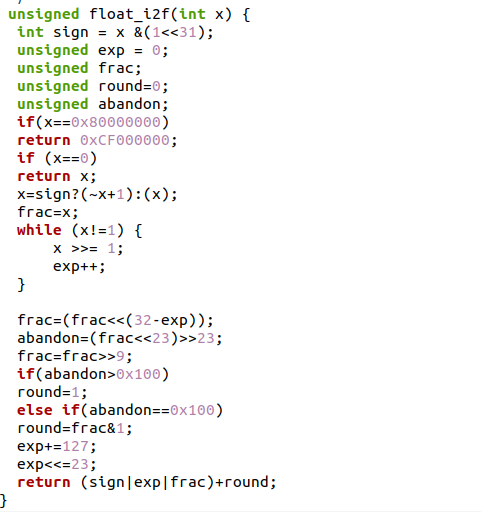 unsigned float_i2f(int x) {
int sign = x &(1<<31);
unsigned exp = 0;
unsigned frac;
unsigned round=0;
unsigned abandon;
if(x==0x80000000)
return 0xCF000000;
if (x==0)
return x;
x=sign?(~x+1):(x);
frac=x;
while (x!=1) {
x >>= 1;
exp++;
}
frac=(frac<<(32-exp));
abandon=(frac<<23)>>23;
frac=frac>>9;
if(abandon>0x100)
round=1;
else if(abandon==0x100)
round=frac&1;
exp+=127;
exp<<=23;
return (sign|exp|frac)+round;
}